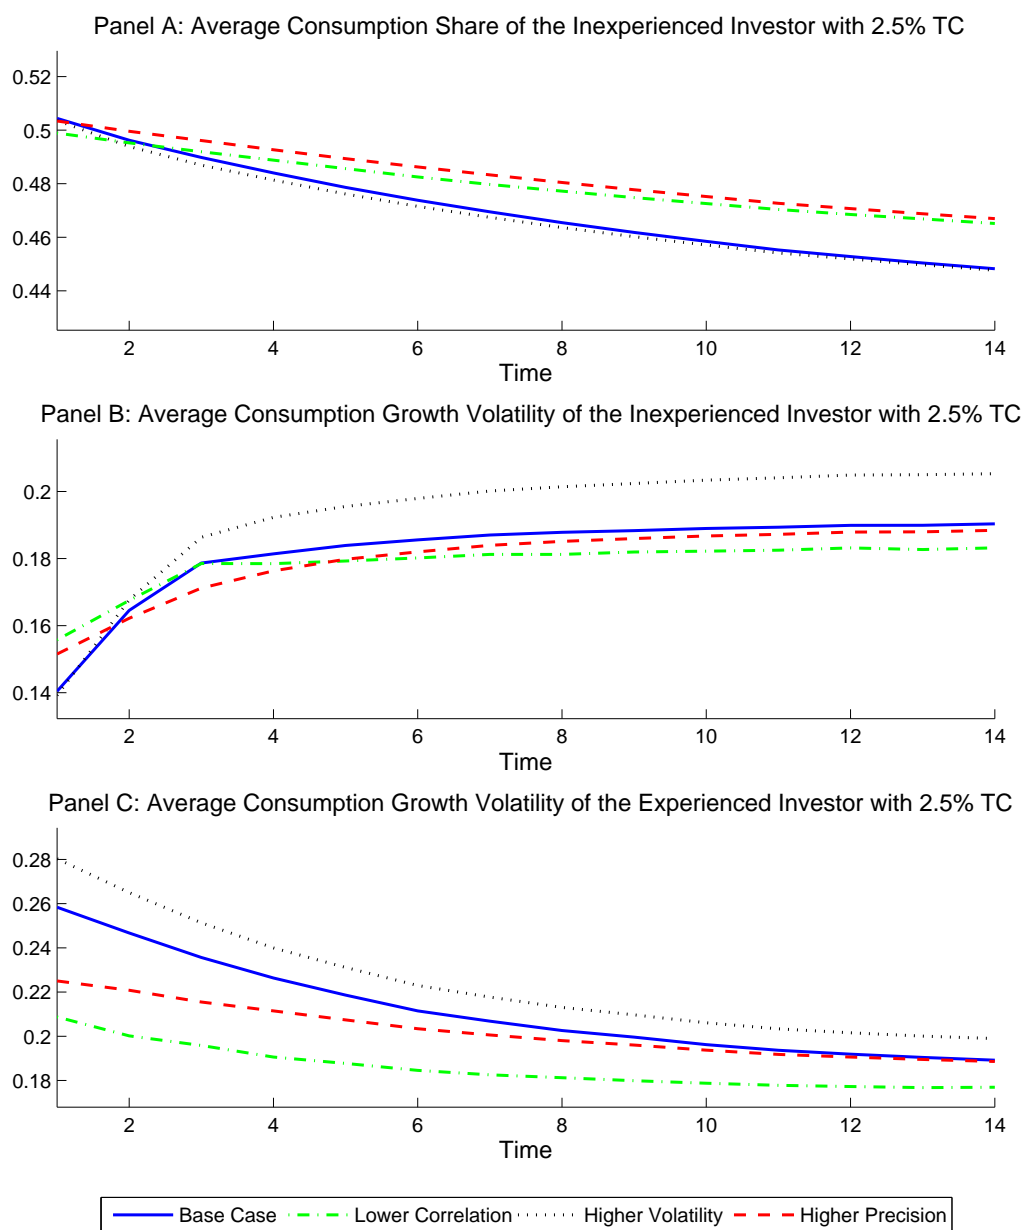 Panel A: Average Consumption Share of the Inexperienced Investor with 2.5% TC
0.52
0.5
0.48
0.46
0.44
2 4 6 8 10 12 14
Time
Panel B: Average Consumption Growth Volatility of the Inexperienced Investor with 2.5% TC
0.2
0.18
0.16
0.14
2 4 6 8 10 12 14
Time
Panel C: Average Consumption Growth Volatility of the Experienced Investor with 2.5% TC
0.28
0.26
0.24
0.22
0.2
0.18
2 4 6 8 10 12 14
Time
Base Case Lower Correlation Higher Volatility Higher Precision